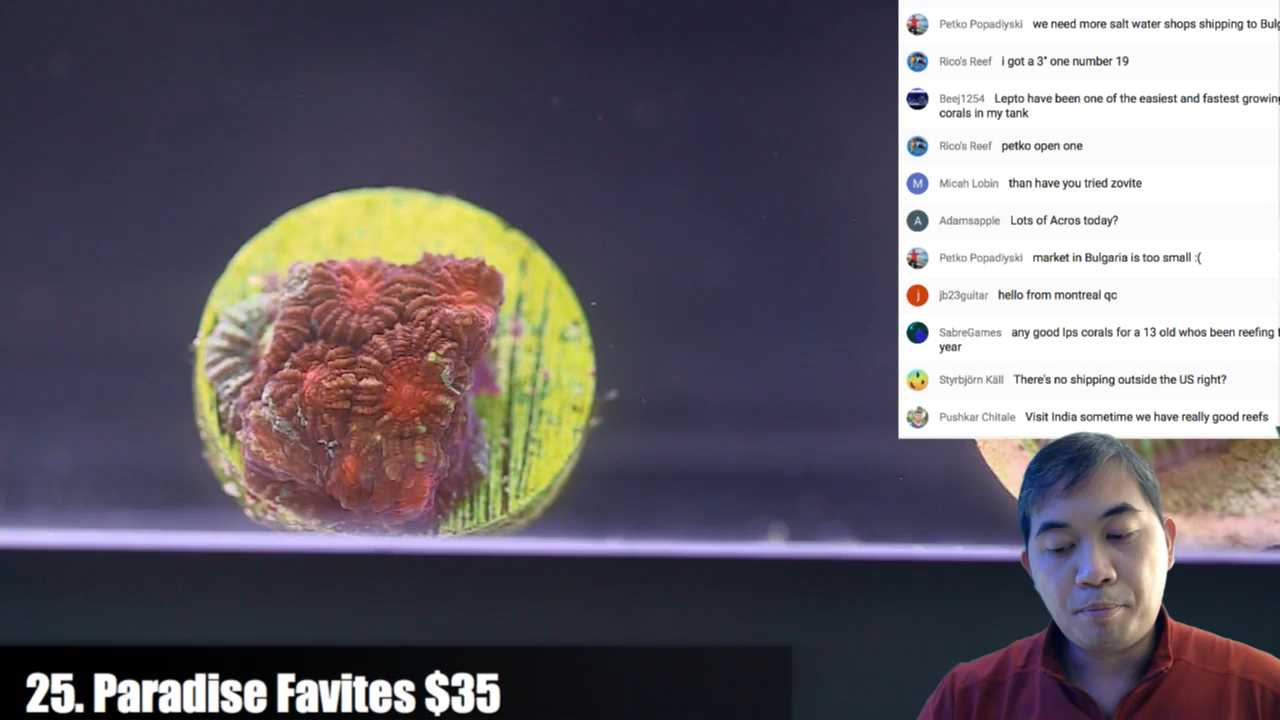 Petko Popadiyski we need more salt water shops shipping to
Rico's Reef i got a 3" one number 19
Beej1254 Lepto have been one of the easiest and fastest growing
corals in my tank
Rico's Reef petko open one
M Micah Lobin than have you tried zovite
A Adamsapple Lots of Acros today?
Petko Popadiyski market in Bulgaria is too small :(
j jb23guitar hello from montreal qc
SabreGames any good lps corals for a 13 old whos been reefing
year
Styrbjörn Käll There's no shipping outside the US right?
Pushkar Chitale Visit India sometime we have really good reefs
25. Paradise Favites $35